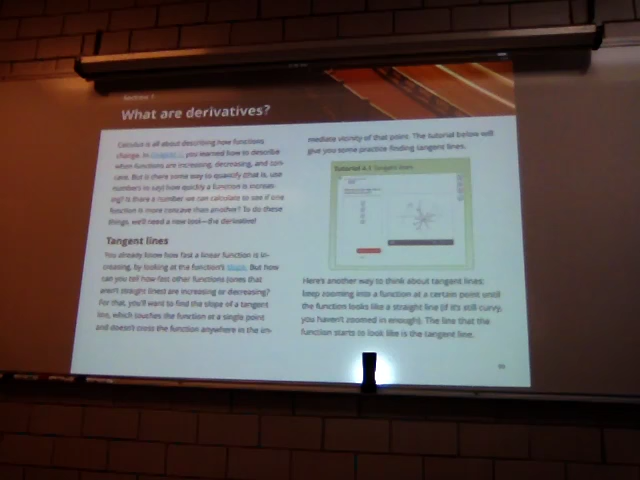 Section 1
What are derivatives?
Calculus is all about describing how functions
change. In you learned how to describe
when functions are increasing, decreasing, and con-
cave. But is there some way to quantify (that is, use
numbers to say) how quickly a function is increas-
ing? Is there a number we can calculate to see if one
function is more concave than another? To do these
things, we'll need a new tool—the derivative!
Tangent lines
You already know how fast a linear function is in-
creasing, by looking at the function's slope. But how
can you tell how fast other functions (ones that
aren't straight lines) are increasing or decreasing?
For that, you'll want to find the slope of a tangent
line, which touches the function at a single point
and doesn't cross the function anywhere in the im-
mediate vicinity of that point. The tutorial below will
give you some practice finding tangent lines.
Tutorial 4.1 Tangent lines
Here's another way to think about tangent lines:
keep zooming into a function at a certain point until
the function looks like a straight line (if it's still curvy,
you haven't zoomed in enough). The line that the
function starts to look like is the tangent line.